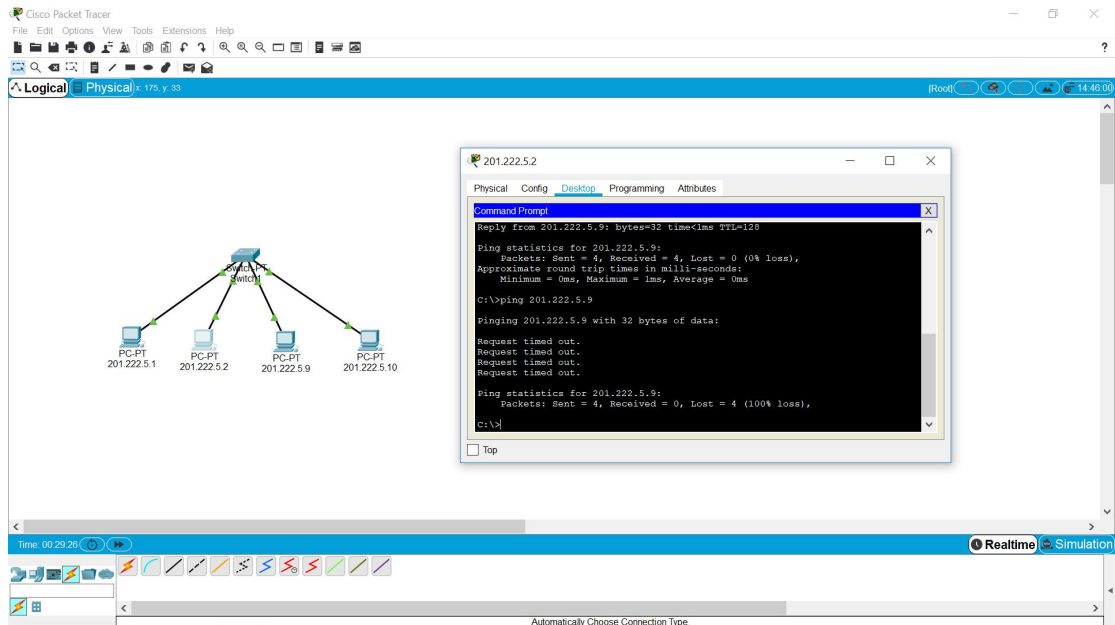 Cisco Packet Tracer
File Edit Options View Tools Extensions Help
?
Logical Physical x: 175, y: 33 [Root] 14:46:00
201.222.5.2
Physical Config Desktop Programming Attributes
Command Prompt X
Reply from 201.222.5.9: bytes=32 time<1ms TTL=128
Ping statistics for 201.222.5.9:
Packets: Sent = 4, Received = 4, Lost = 0 (0% loss),
Approximate round trip times in milli-seconds:
Minimum = 0ms, Maximum = 1ms, Average = 0ms
C:\>ping 201.222.5.9
Pinging 201.222.5.9 with 32 bytes of data:
Request timed out.
Request timed out.
Request timed out.
Request timed out.
Ping statistics for 201.222.5.9:
Packets: Sent = 4, Received = 0, Lost = 4 (100% loss),
C:\>
Top
Switch-PT
Switch1
PC-PT
201.222.5.1
PC-PT
201.222.5.2
PC-PT
201.222.5.9
PC-PT
201.222.5.10
Time: 00:29:26 Realtime Simulation
Automatically Choose Connection Type